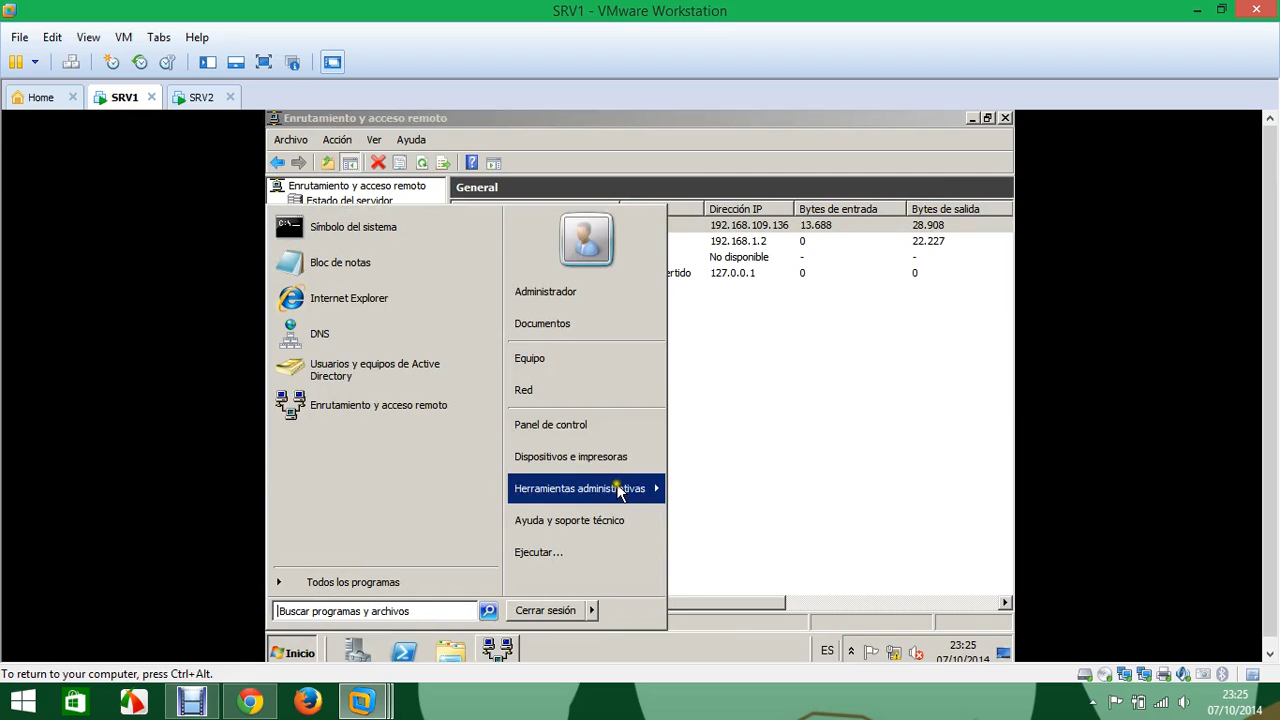 SRV1 - VMware Workstation
File Edit View VM Tabs Help
Home SRV1 SRV2
Enrutamiento y acceso remoto
Archivo Acción Ver Ayuda
Enrutamiento y acceso remoto
Estado del servidor
General
Dirección IP Bytes de entrada Bytes de salida
192.168.109.136 13.688 28.908
192.168.1.2 0 22.227
No disponible - -
127.0.0.1 0 0
Símbolo del sistema
Bloc de notas
Internet Explorer
DNS
Usuarios y equipos de Active
Directory
Enrutamiento y acceso remoto
Todos los programas
Buscar programas y archivos
Administrador
Documentos
Equipo
Red
Panel de control
Dispositivos e impresoras
Herramientas administrativas
Ayuda y soporte técnico
Ejecutar...
Cerrar sesión
Inicio
ES
23:25
07/10/2014
To return to your computer, press Ctrl+Alt.
23:25
07/10/2014